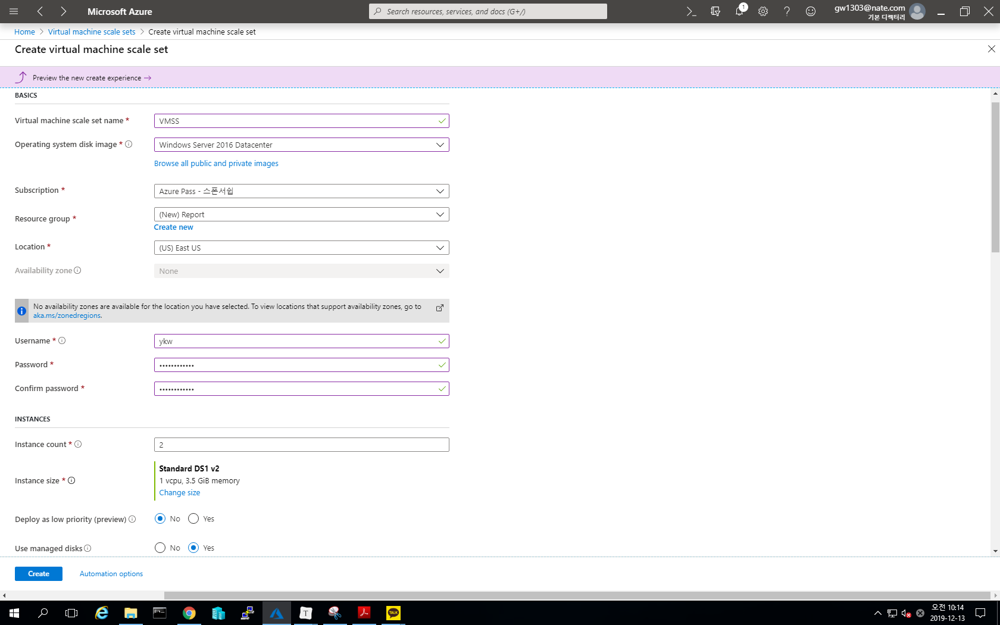 Microsoft Azure
Search resources, services, and docs (G+/)
1
gw1303@nate.com
기본 디렉터리
Home > Virtual machine scale sets > Create virtual machine scale set
Create virtual machine scale set
Preview the new create experience →
BASICS
Virtual machine scale set name *
VMSS
Operating system disk image *
Windows Server 2016 Datacenter
Browse all public and private images
Subscription *
Azure Pass - 스폰서쉽
Resource group *
(New) Report
Create new
Location *
(US) East US
Availability zone
None
No availability zones are available for the location you have selected. To view locations that support availability zones, go to
aka.ms/zonedregions.
Username *
ykw
Password *
••••••••••••
Confirm password *
••••••••••••
INSTANCES
Instance count *
2
Instance size *
Standard DS1 v2
1 vcpu, 3.5 GiB memory
Change size
Deploy as low priority (preview)
No Yes
Use managed disks
No Yes
Create Automation options
T
TALK
오전 10:14
2019-12-13